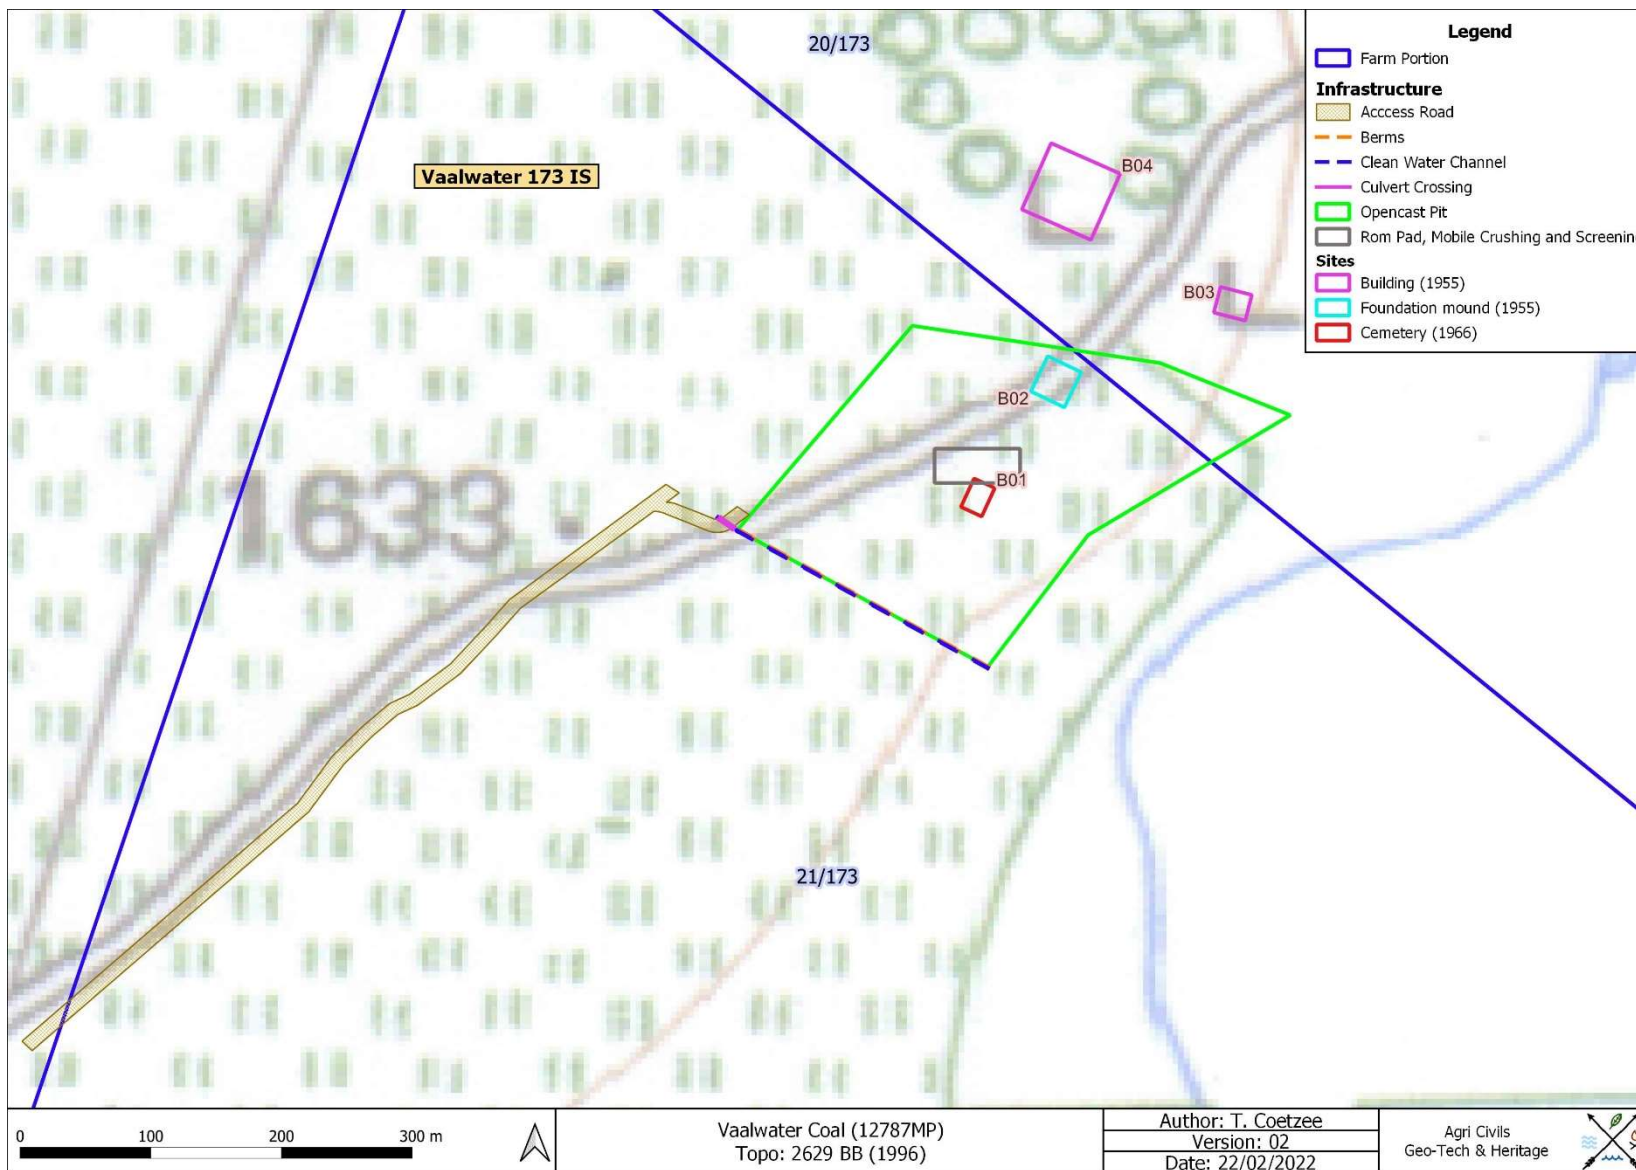 20/173
Vaalwater 173 IS
B04
B03
B02
B01
1633
21/173
Legend
Farm Portion
Infrastructure
Acccess Road
Berms
Clean Water Channel
Culvert Crossing
Opencast Pit
Rom Pad, Mobile Crushing and Screenin
Sites
Building (1955)
Foundation mound (1955)
Cemetery (1966)
0 100 200 300 m
Vaalwater Coal (12787MP)
Topo: 2629 BB (1996)
Author: T. Coetzee
Version: 02
Date: 22/02/2022
Agri Civils
Geo-Tech & Heritage